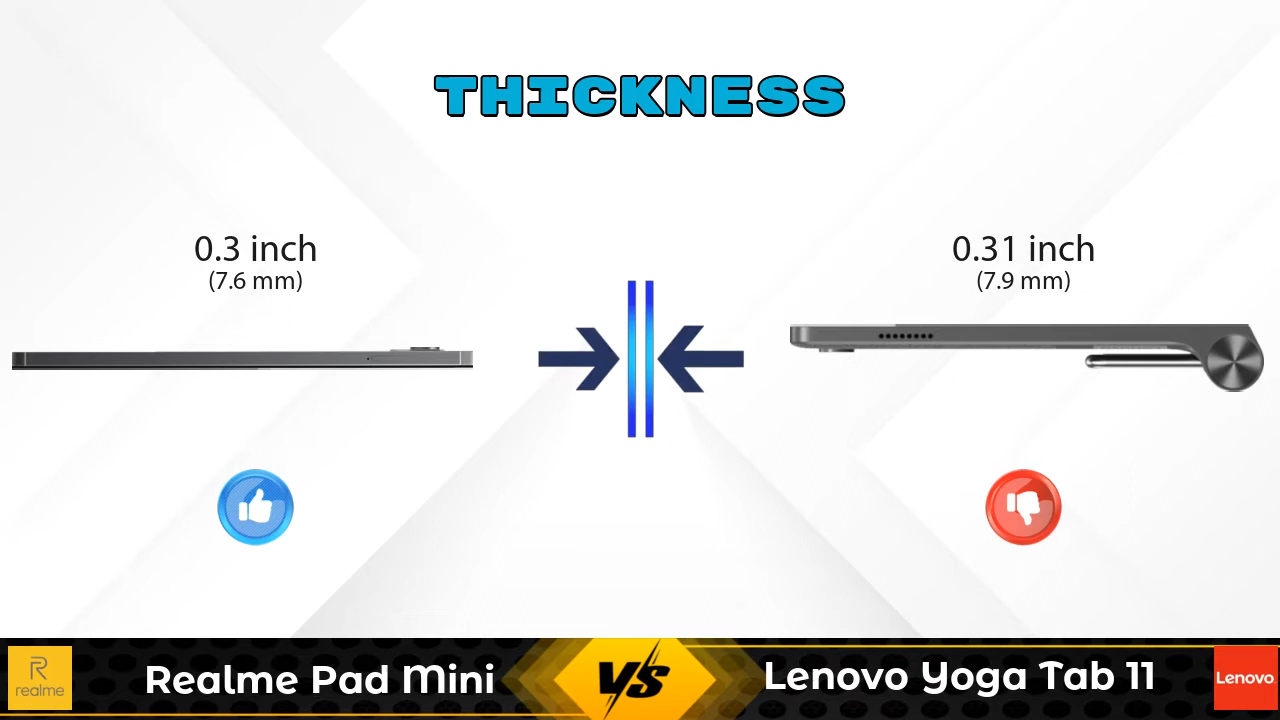 THICKNESS
0.3 inch
(7.6 mm)
0.31 inch
(7.9 mm)
realme
Realme Pad Mini
VS
Lenovo Yoga Tab 11
Lenovo